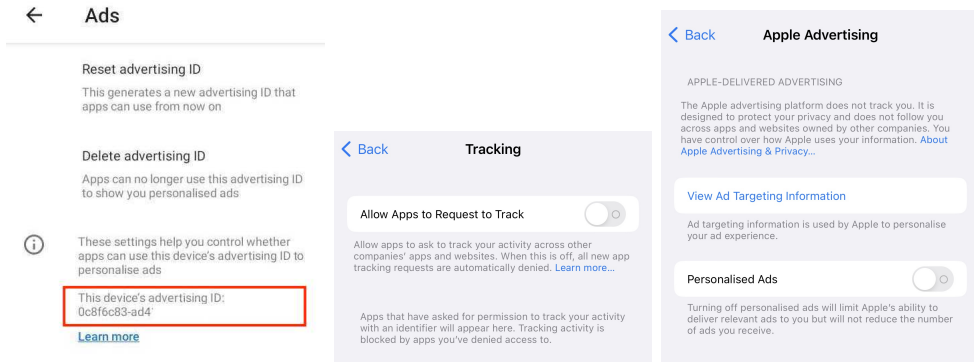 Ads
Reset advertising ID
This generates a new advertising ID that
apps can use from now on
Delete advertising ID
Apps can no longer use this advertising ID
to show you personalised ads
These settings help you control whether
apps can use this device's advertising ID to
personalise ads
This device's advertising ID:
0c8f6c83-ad4'
Learn more
Back
Tracking
Allow Apps to Request to Track
Allow apps to ask to track your activity across other
companies' apps and websites. When this is off, all new app
tracking requests are automatically denied. Learn more...
Apps that have asked for permission to track your activity
with an identifier will appear here. Tracking activity is
blocked by apps you've denied access to.
Back
Apple Advertising
APPLE-DELIVERED ADVERTISING
The Apple advertising platform does not track you. It is
designed to protect your privacy and does not follow you
across apps and websites owned by other companies. You
have control over how Apple uses your information. About
Apple Advertising & Privacy...
View Ad Targeting Information
Ad targeting information is used by Apple to personalise
your ad experience.
Personalised Ads
Turning off personalised ads will limit Apple's ability to
deliver relevant ads to you but will not reduce the number
of ads you receive.